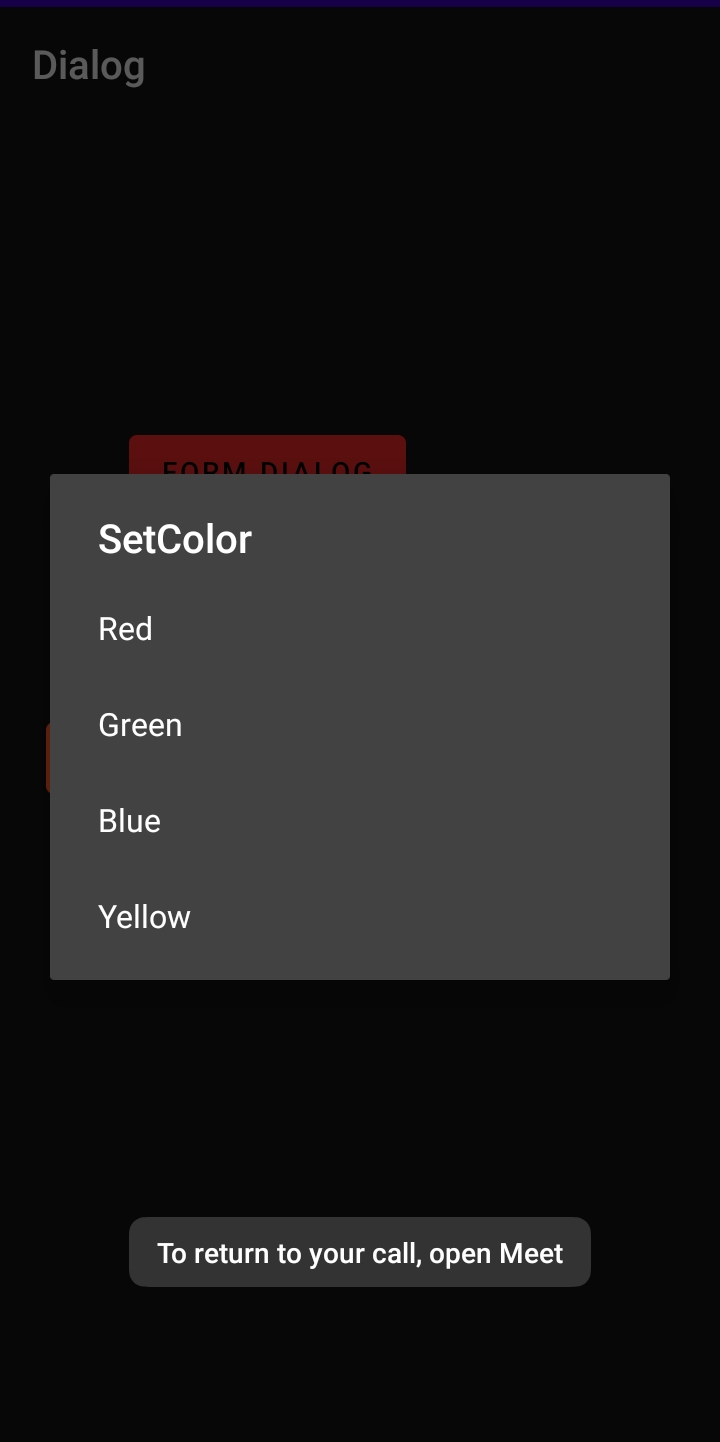 Dialog
FORM DIALOG
SetColor
Red
Green
Blue
Yellow
To return to your call, open Meet